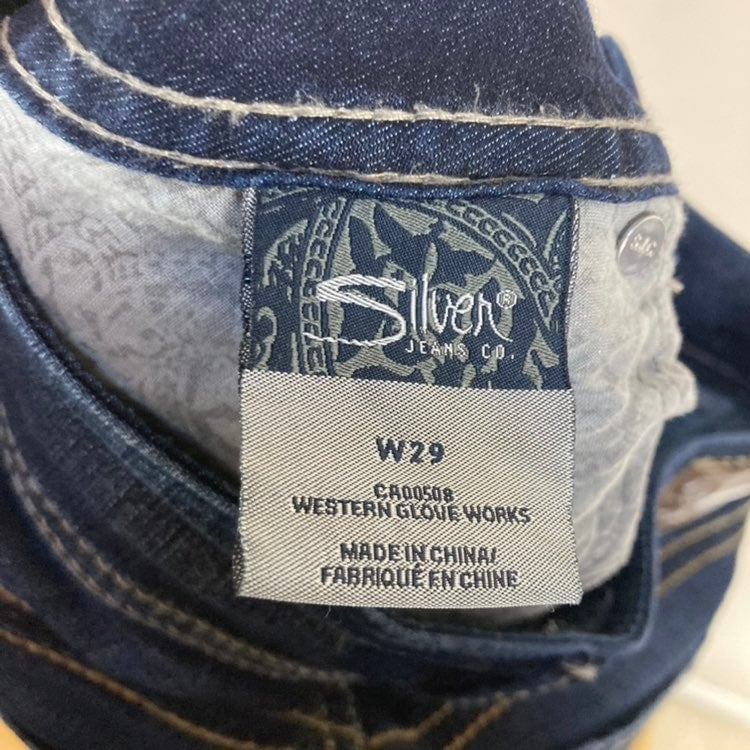 Silver®
JEANS CO.
W29
CA00508
WESTERN GLOVE WORKS
MADE IN CHINA/
FABRIQUÉ EN CHINE